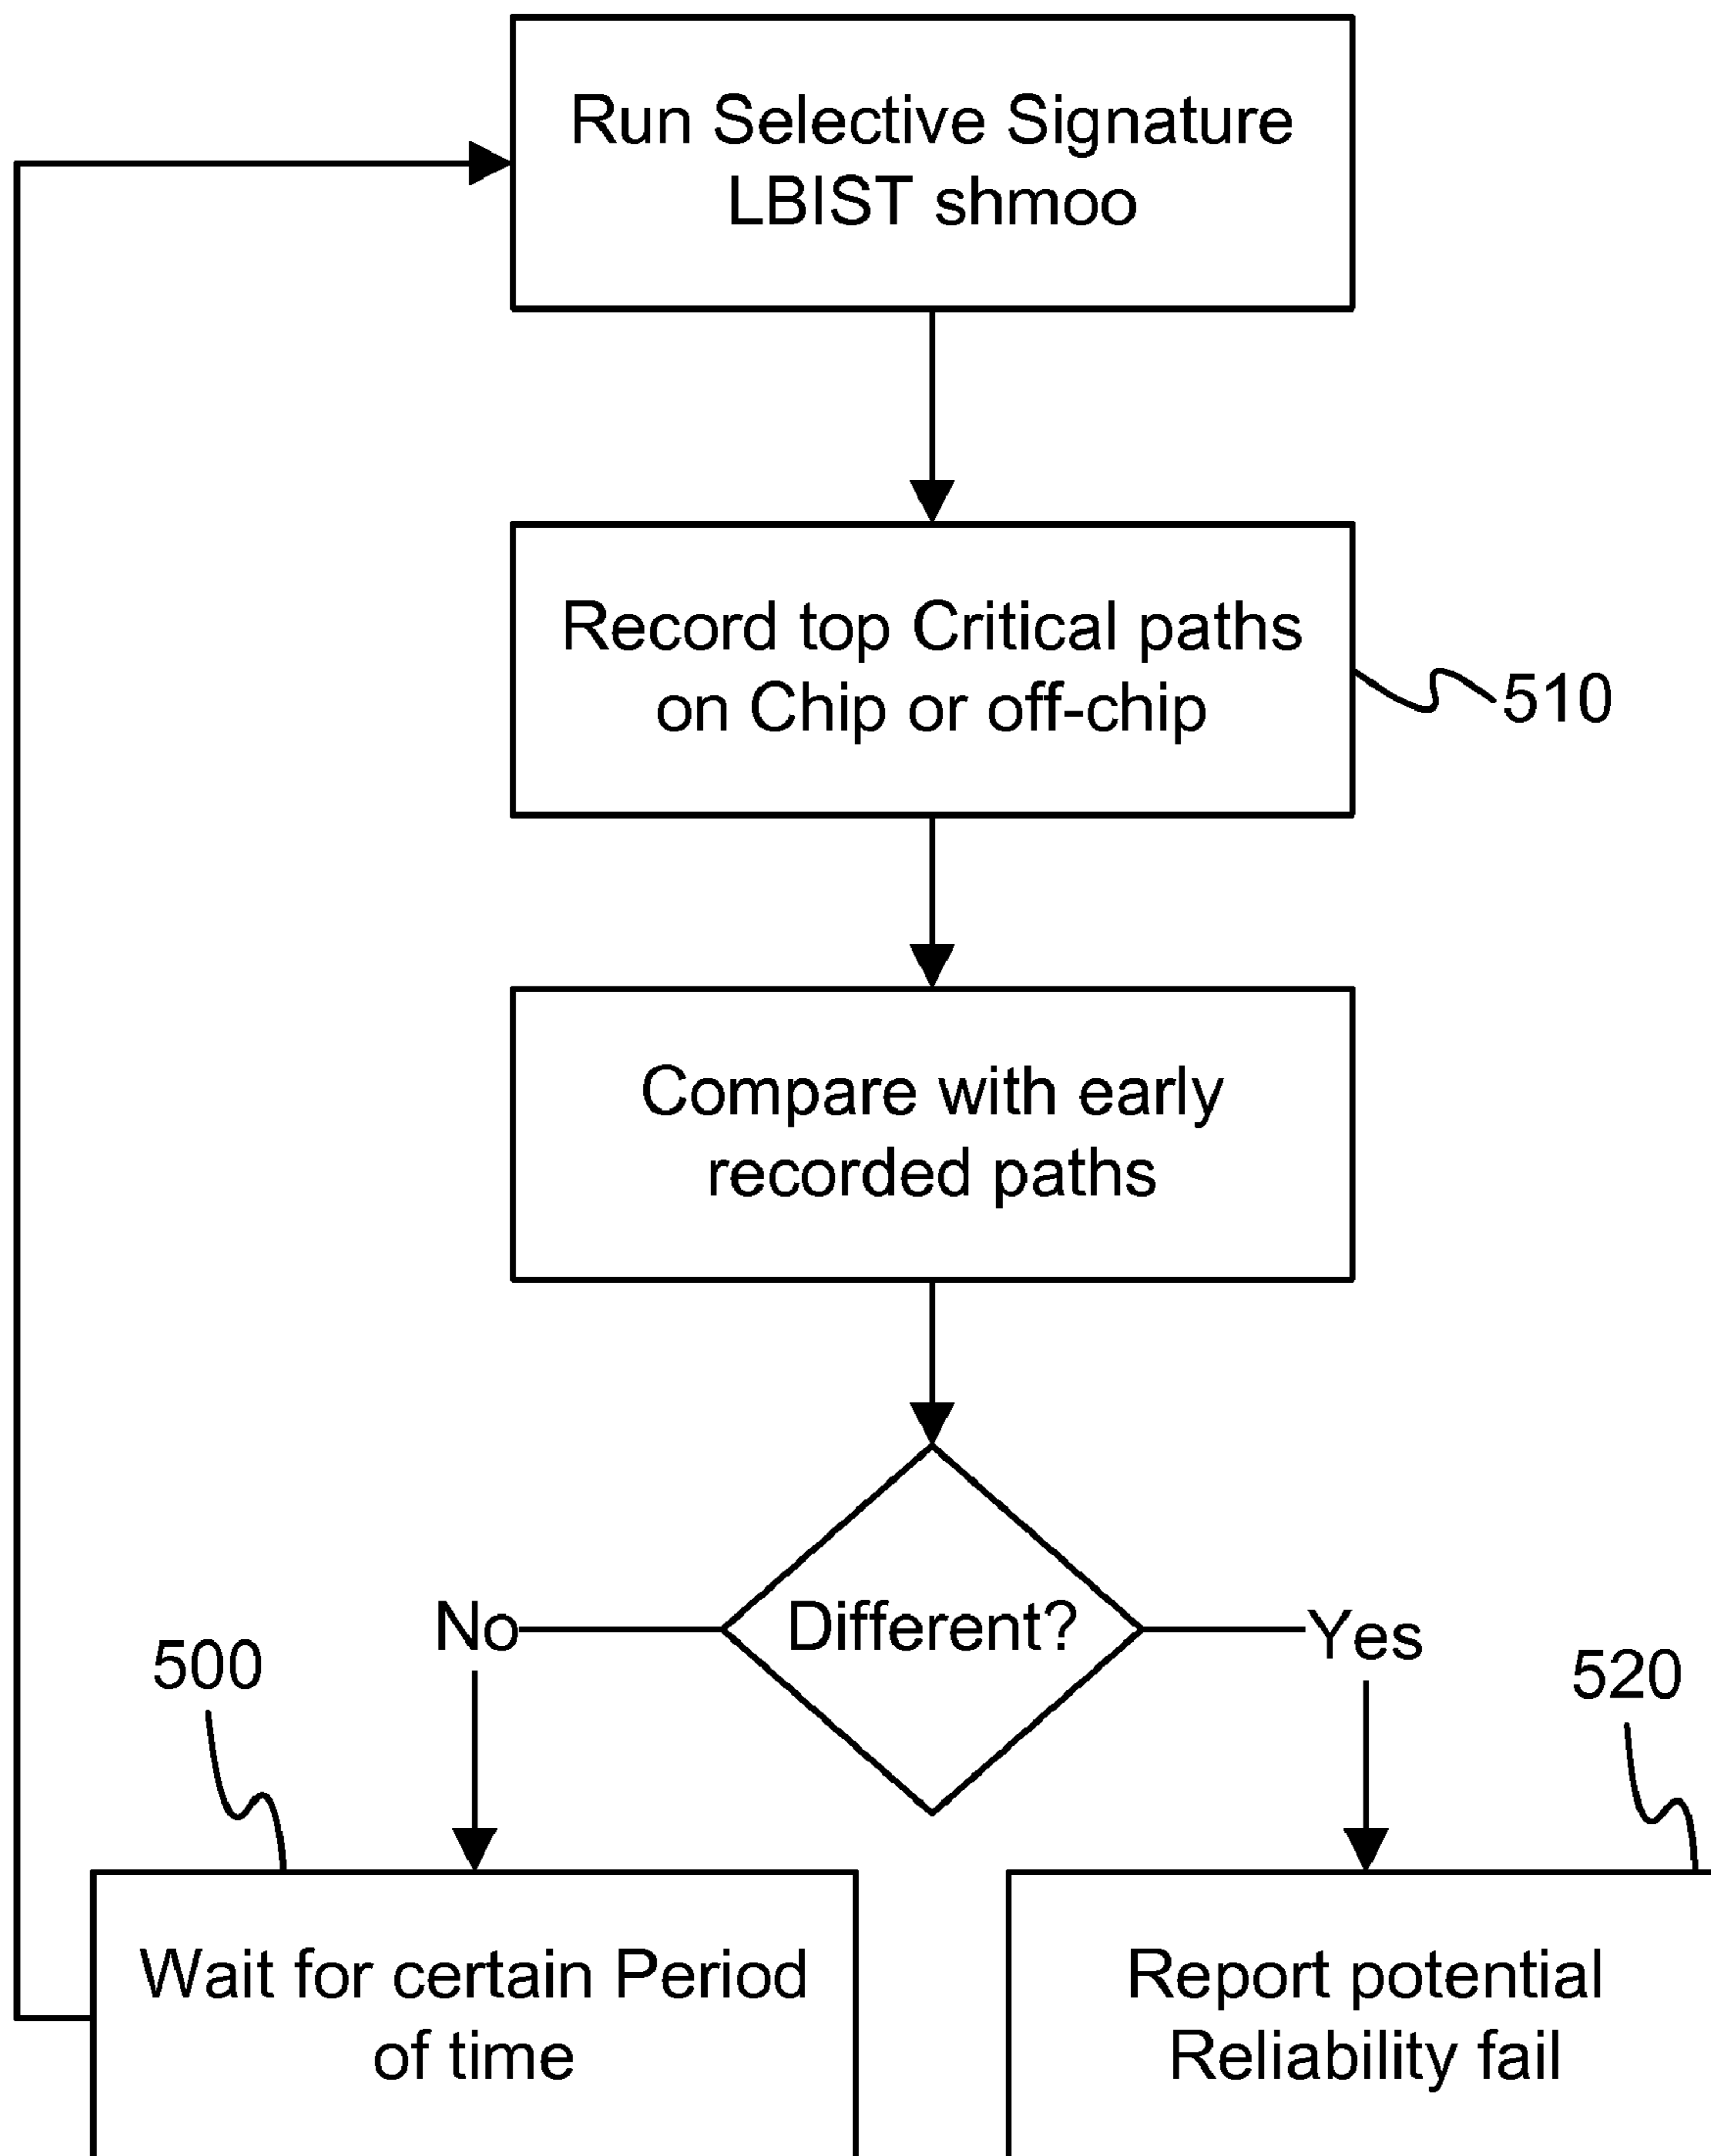 Run Selective Signature
LBIST shmoo
Record top Critical paths
on Chip or off-chip
510
Compare with early
recorded paths
Different?
No
Yes
500
520
Wait for certain Period
of time
Report potential
Reliability fail